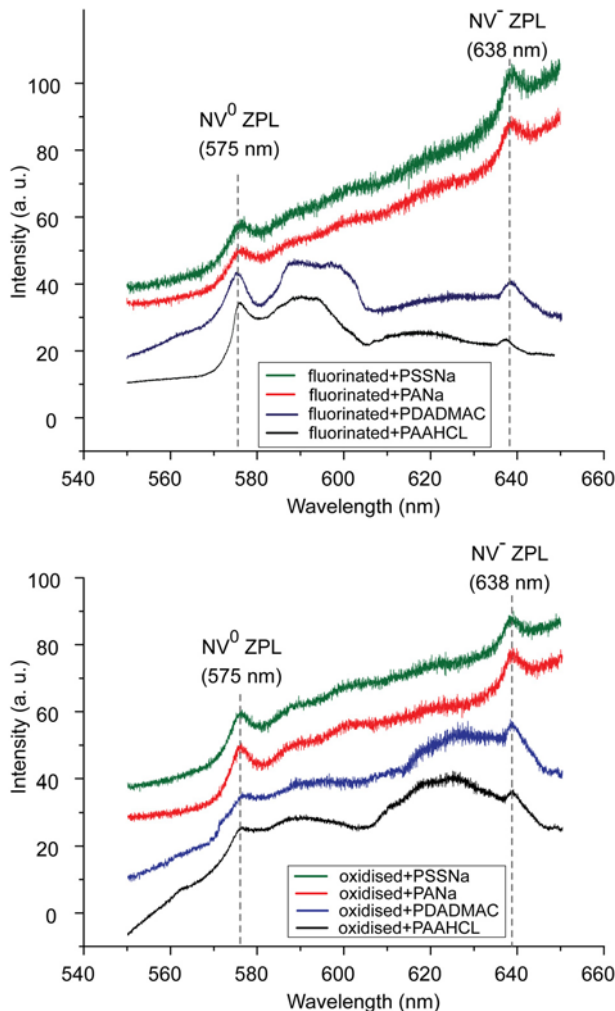 NV⁻ ZPL
(638 nm)
NV⁰ ZPL
(575 nm)
100
80
60
40
20
0
Intensity (a. u.)
fluorinated+PSSNa
fluorinated+PANa
fluorinated+PDADMAC
fluorinated+PAAHCL
540 560 580 600 620 640 660
Wavelength (nm)
NV⁻ ZPL
(638 nm)
NV⁰ ZPL
(575 nm)
100
80
60
40
20
0
Intensity (a. u.)
oxidised+PSSNa
oxidised+PANa
oxidised+PDADMAC
oxidised+PAAHCL
540 560 580 600 620 640 660
Wavelength (nm)